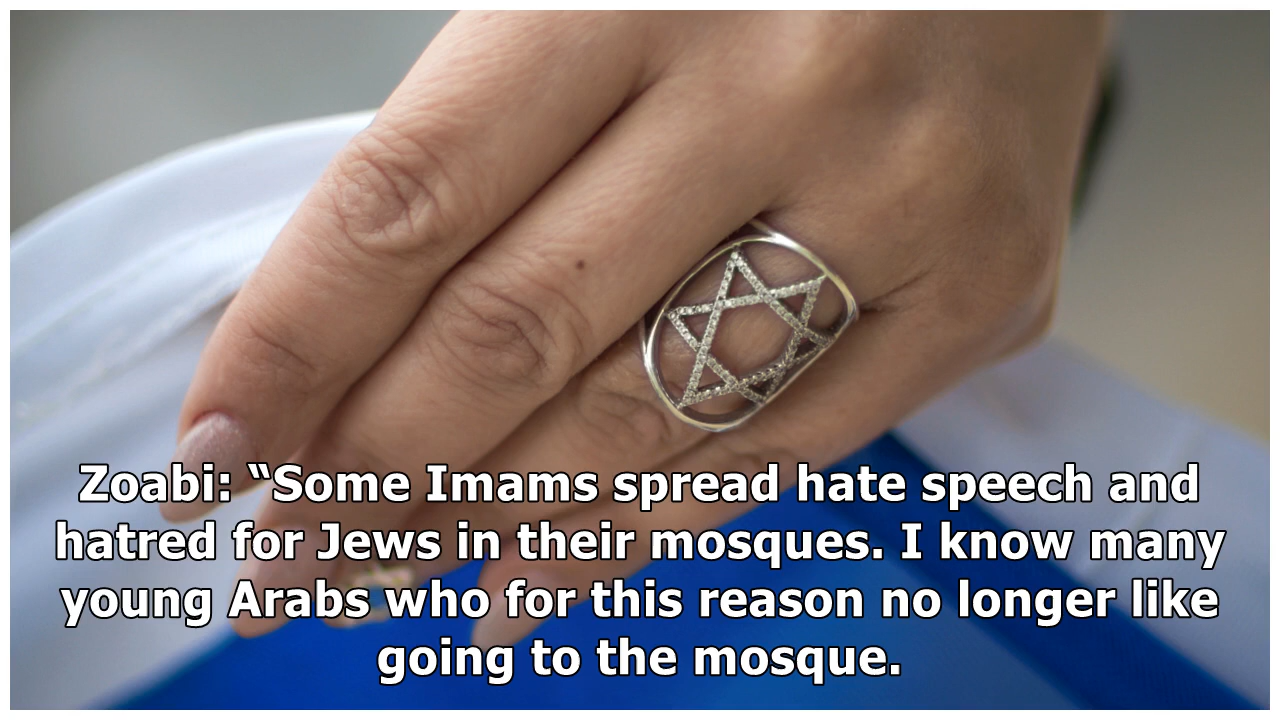 Zoabi: “Some Imams spread hate speech and
hatred for Jews in their mosques. I know many
young Arabs who for this reason no longer like
going to the mosque.